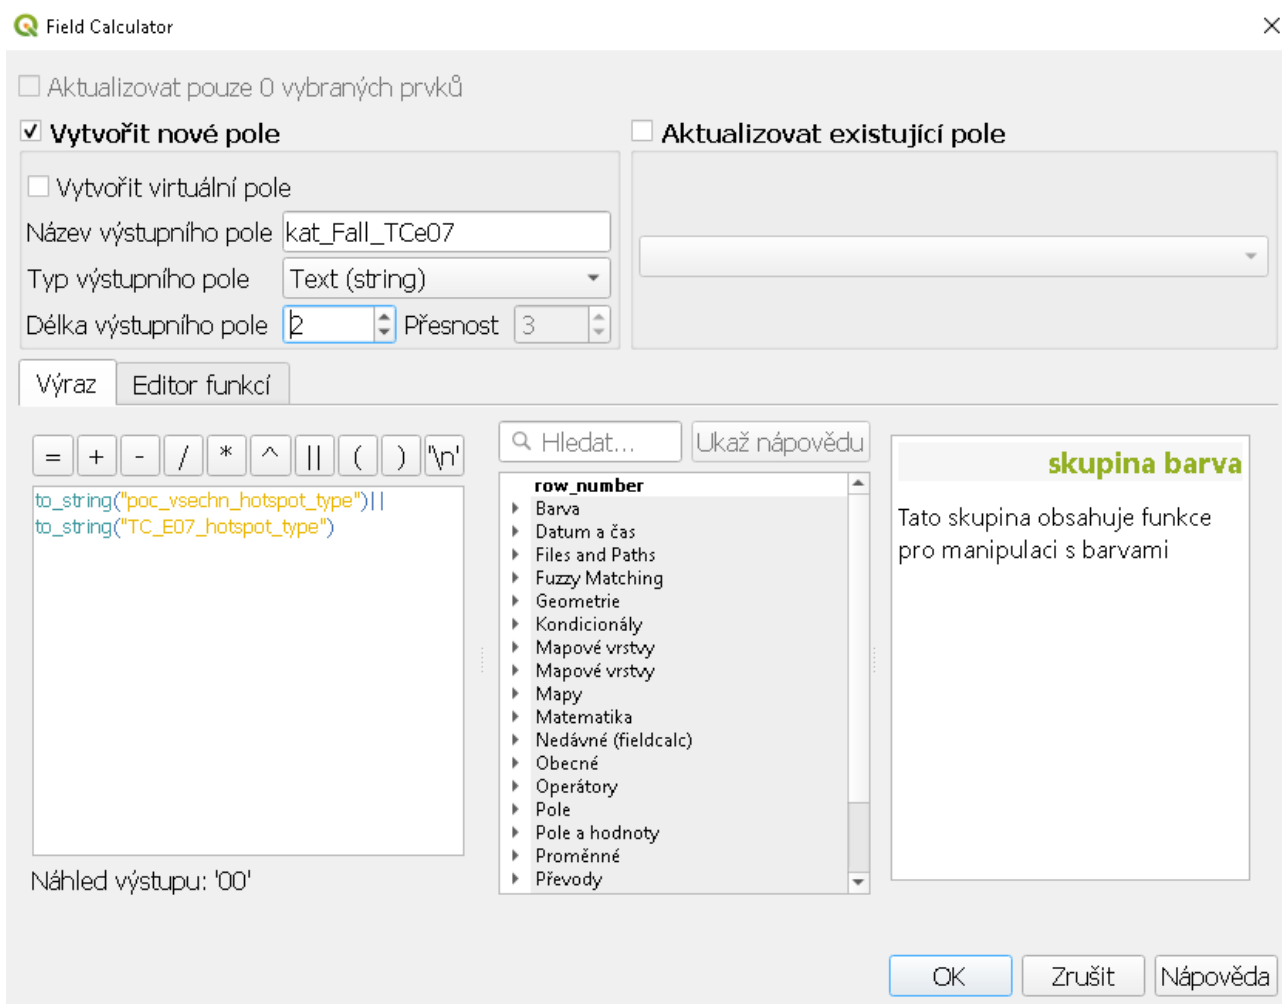 Field Calculator
Aktualizovat pouze 0 vybraných prvků
Vytvořit nové pole
Aktualizovat existující pole
Vytvořit virtuální pole
Název výstupního pole kat_Fall_TCe07
Typ výstupního pole Text (string)
Délka výstupního pole 2 Přesnost 3
Výraz Editor funkcí
= + - / * ^ || ( ) '\n'
to_string("poc_vsechn_hotspot_type")||
to_string("TC_E07_hotspot_type")
Náhled výstupu: '00'
Hledat... Ukaž nápovědu
row_number
Barva
Datum a čas
Files and Paths
Fuzzy Matching
Geometrie
Kondicionály
Mapové vrstvy
Mapové vrstvy
Mapy
Matematika
Nedávné (fieldcalc)
Obecné
Operátory
Pole
Pole a hodnoty
Proměnné
Převody
skupina barva
Tato skupina obsahuje funkce
pro manipulaci s barvami
OK Zrušit Nápověda